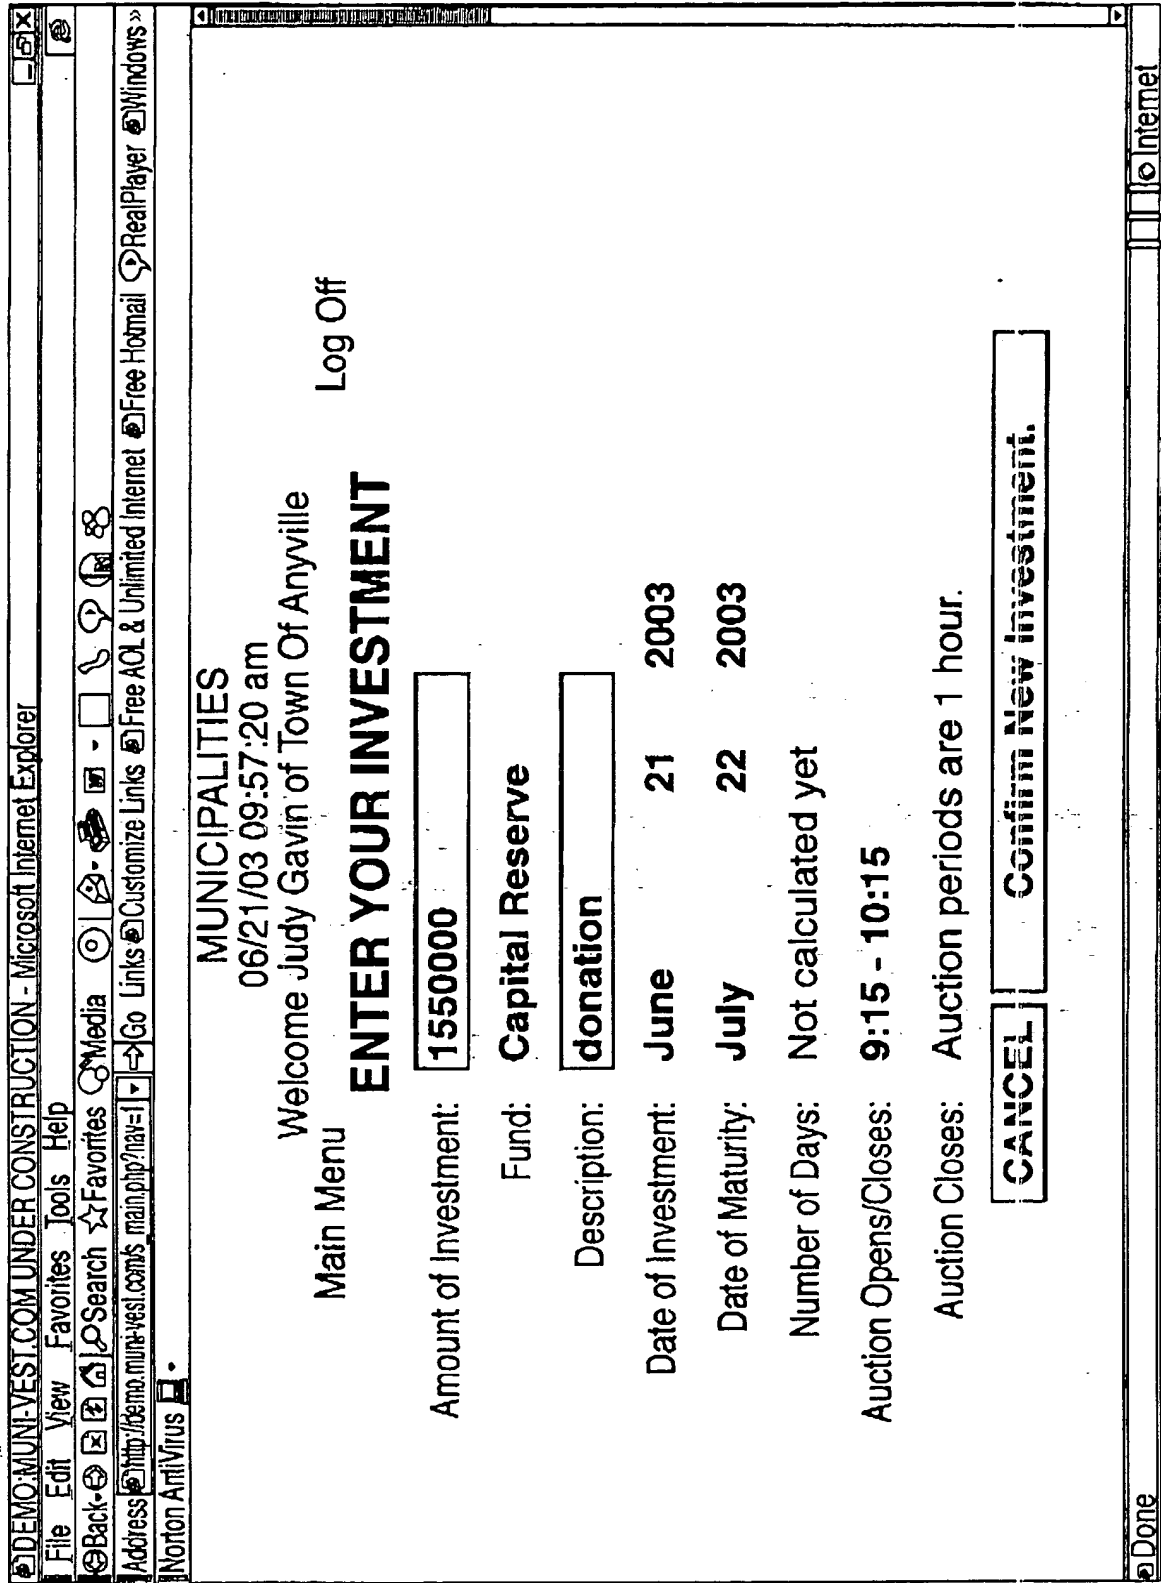 DEMO:MUNI-VEST.COM UNDER CONSTRUCTION - Microsoft Internet Explorer
File Edit View Favorites Tools Help
Back Search Favorites Media
Address http://demo.muni-vest.com/s_main.php?nav=1 Go Links Customize Links Free AOL & Unlimited Internet Free Hotmail RealPlayer Windows »
Norton AntiVirus
MUNICIPALITIES
06/21/03 09:57:20 am
Welcome Judy Gavin of Town Of Anyville
Main Menu Log Off
ENTER YOUR INVESTMENT
Amount of Investment: 1550000
Fund: Capital Reserve
Description: donation
Date of Investment: June 21 2003
Date of Maturity: July 22 2003
Number of Days: Not calculated yet
Auction Opens/Closes: 9:15 - 10:15
Auction Closes: Auction periods are 1 hour.
CANCEL Confirm New Investment.
Done Internet